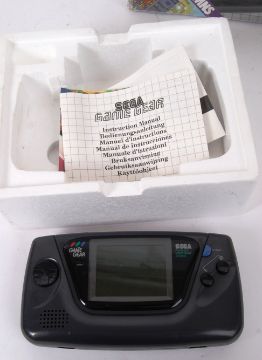 SEGA
GAME GEAR
Instruction Manual
Bedienungsanleitung
Manuel d'instructions
Manual de instrucciones
Manuale d'istruzioni
Bruksanvisning
Gebruiksaanwijzing
Käyttöohjeet
GAME
GEAR
SEGA